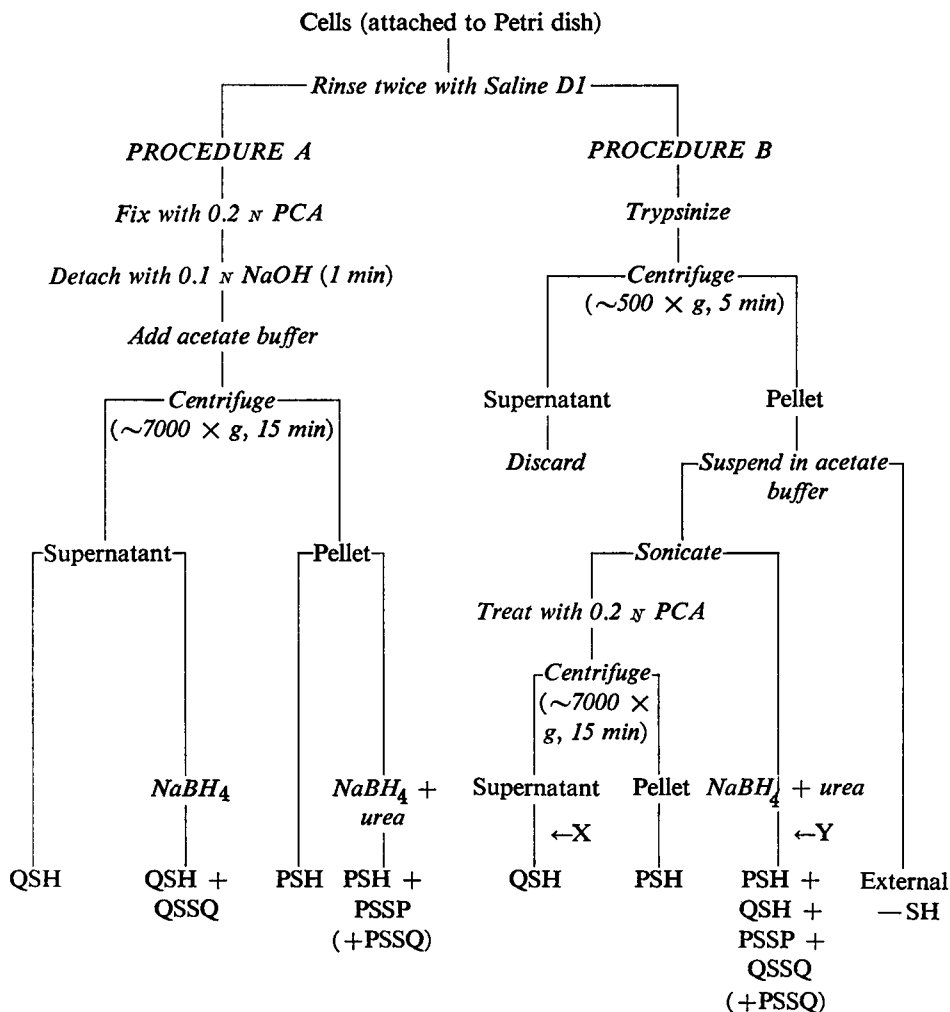 Cells (attached to Petri dish)
Rinse twice with Saline D1
PROCEDURE A
Fix with 0.2 N PCA
Detach with 0.1 N NaOH (1 min)
Add acetate buffer
Centrifuge
(~7000 × g, 15 min)
Supernatant
Pellet
NaBH4
NaBH4 +
urea
QSH
QSH +
QSSQ
PSH
PSH +
PSSP
(+PSSQ)
PROCEDURE B
Trypsinize
Centrifuge
(~500 × g, 5 min)
Supernatant
Pellet
Discard
Suspend in acetate
buffer
Sonicate
Treat with 0.2 N PCA
Centrifuge
(~7000 ×
g, 15 min)
Supernatant
Pellet
NaBH4 + urea
←X
←Y
QSH
PSH
PSH +
QSH +
PSSP +
QSSQ
(+PSSQ)
External
—SH